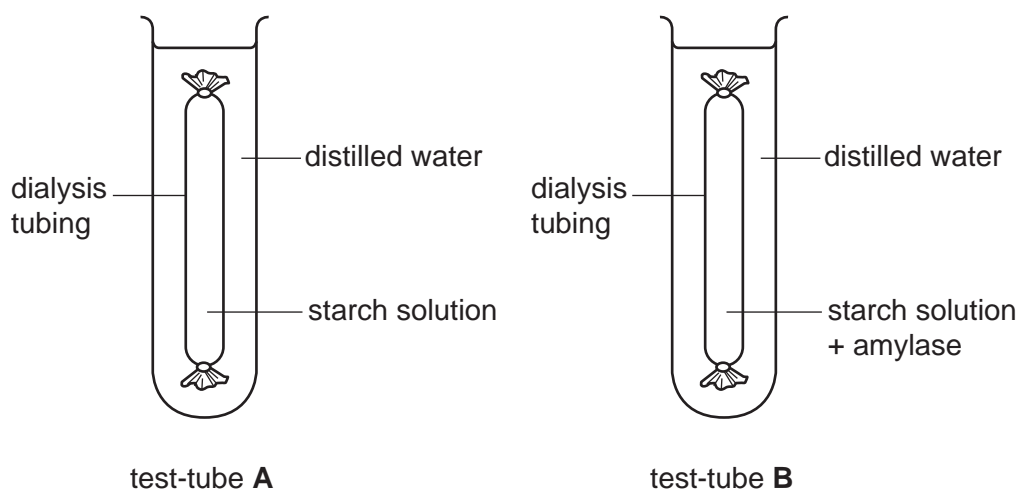 distilled water
dialysis
tubing
starch solution
test-tube A
distilled water
dialysis
tubing
starch solution
+ amylase
test-tube B